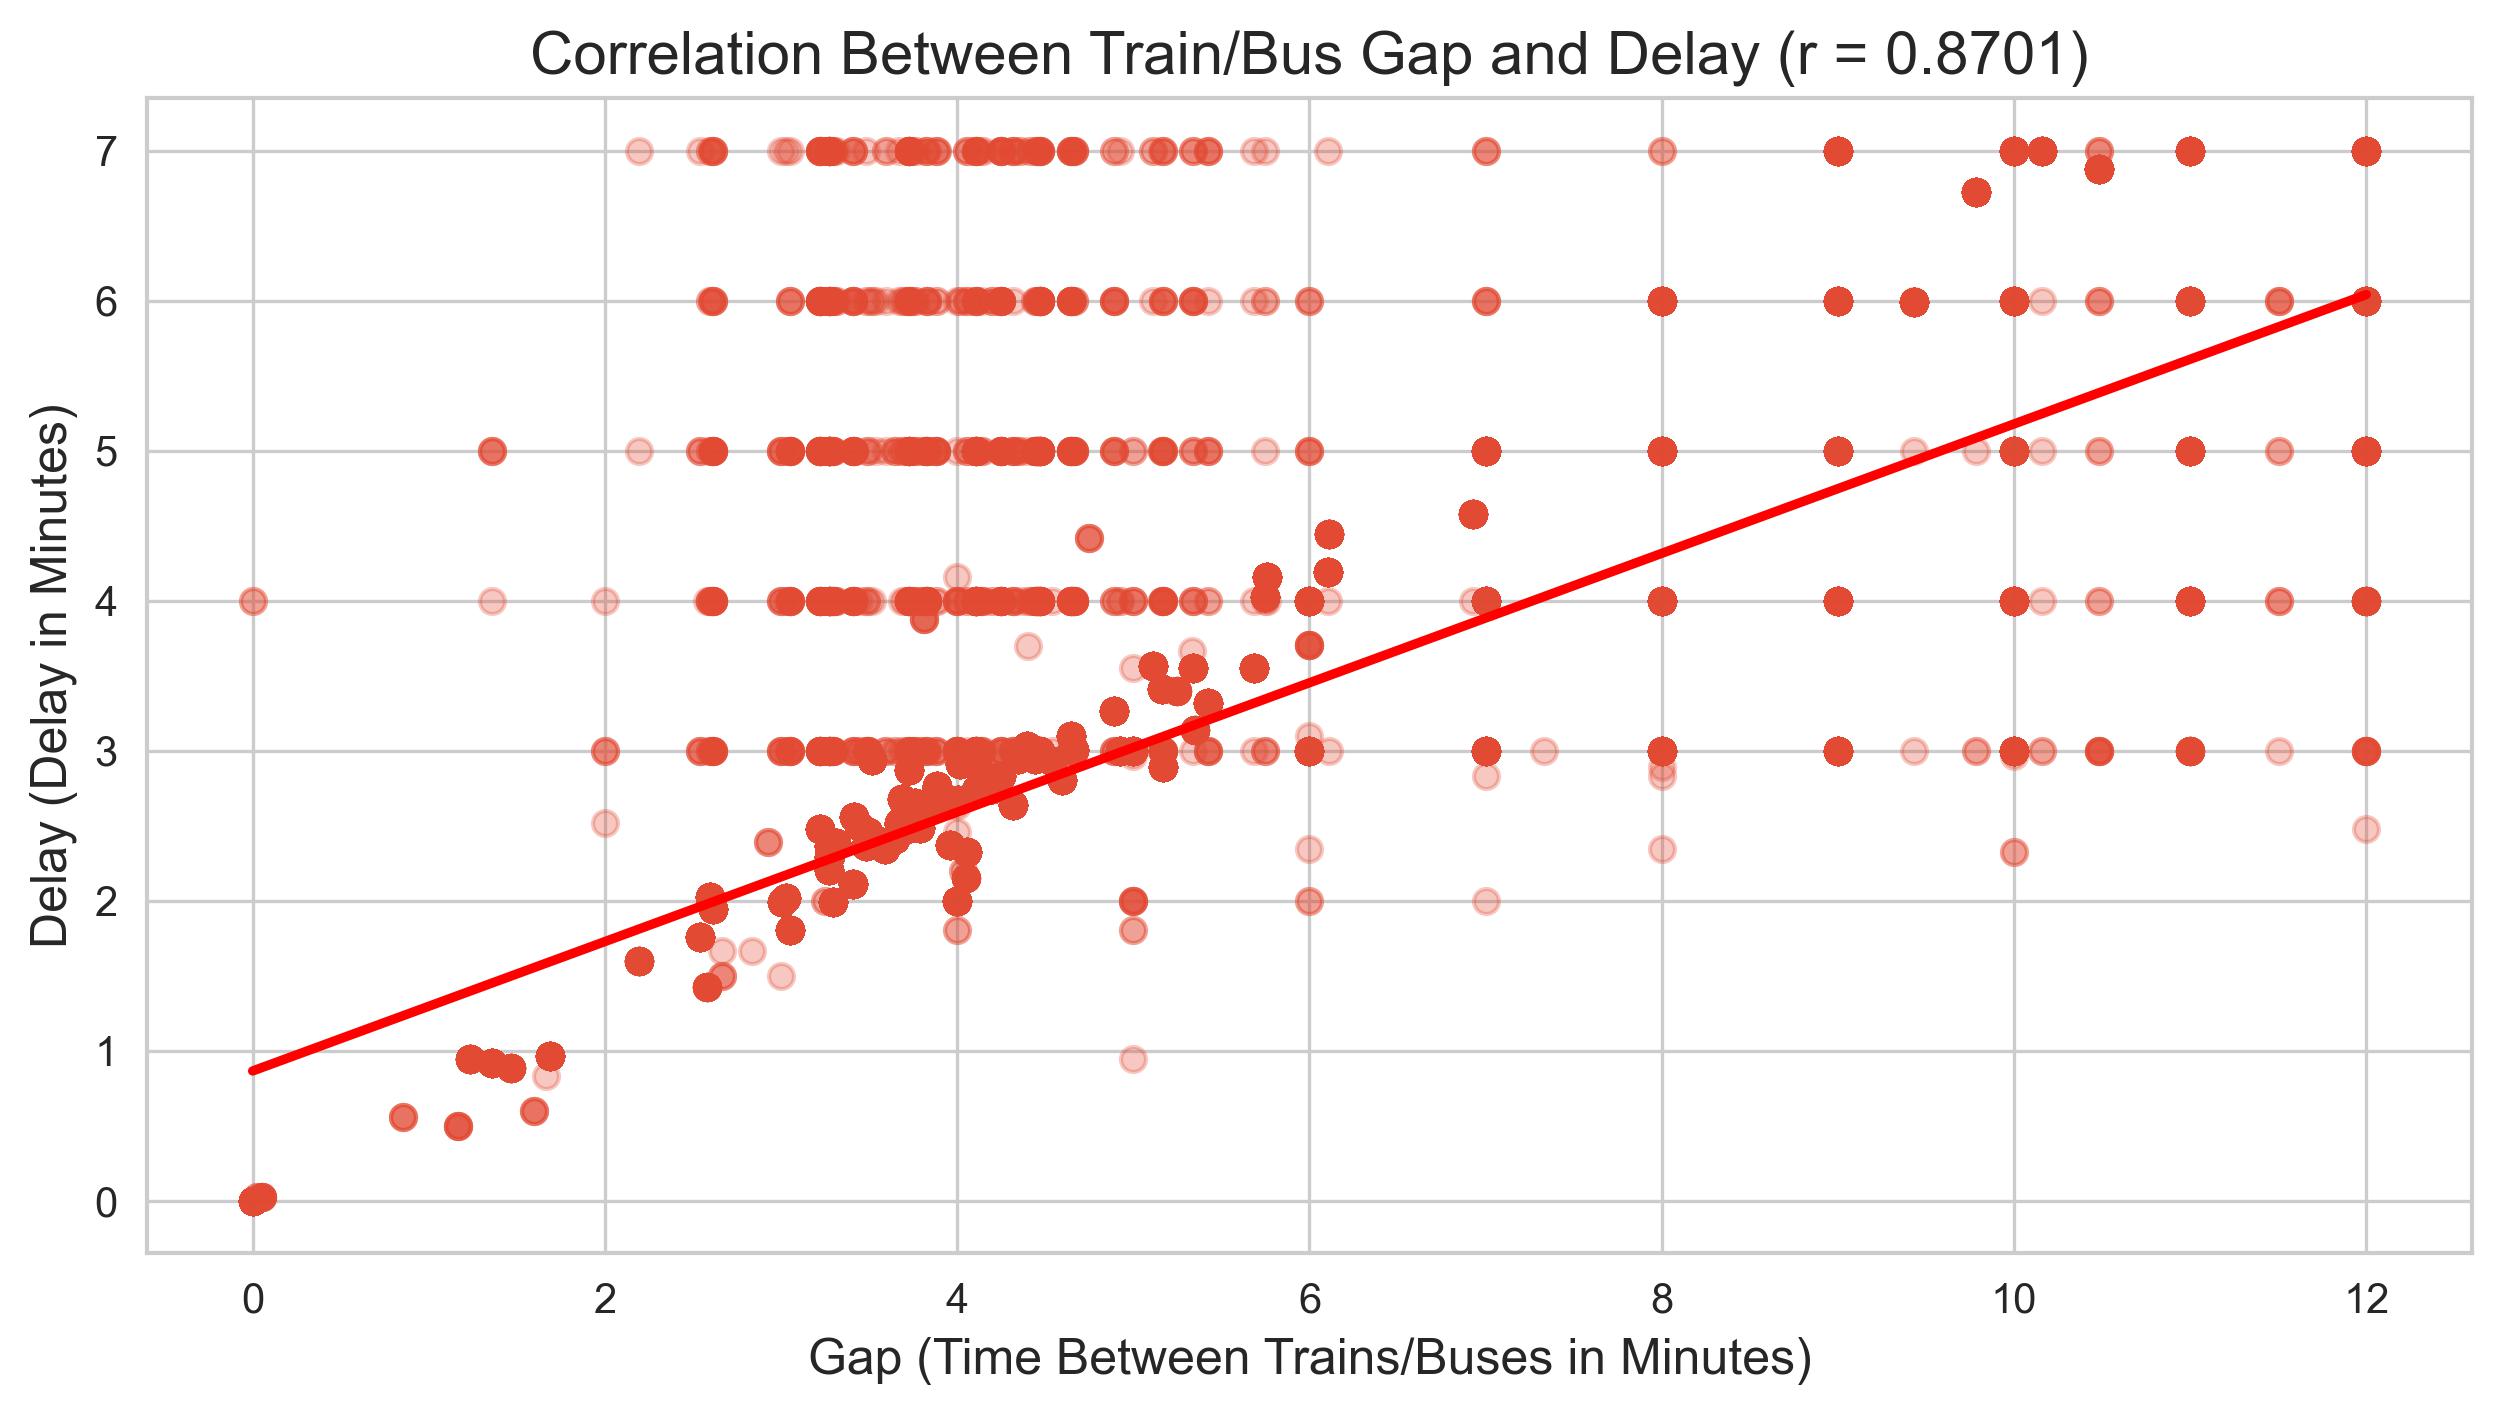 Correlation Between Train/Bus Gap and Delay (r = 0.8701)
Delay (Delay in Minutes)
7
6
5
4
3
2
1
0
0 2 4 6 8 10 12
Gap (Time Between Trains/Buses in Minutes)